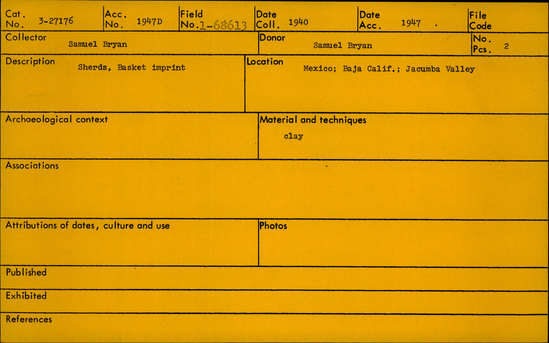 Cat. No. 3-27176 Acc. No. 1947D Field No. 1-68613 Date Coll. 1940 Date Acc. 1947 . File Code
Collector Samuel Bryan Donor Samuel Bryan No. Pcs. 2
Description Sherds, Basket imprint Location Mexico; Baja Calif.; Jacumba Valley
Archaeological context Material and techniques
clay
Associations
Attributions of dates, culture and use Photos
Published
Exhibited
References